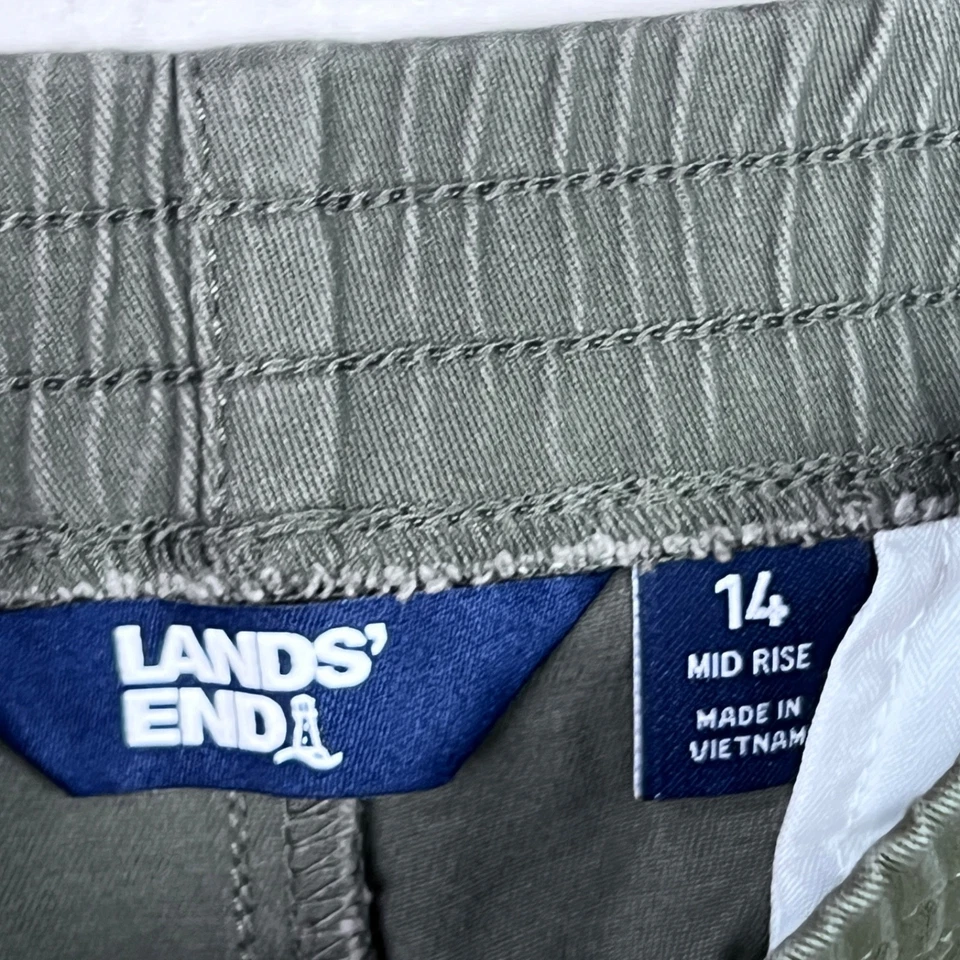 LANDS'
END
14
MID RISE
MADE IN
VIETNAM